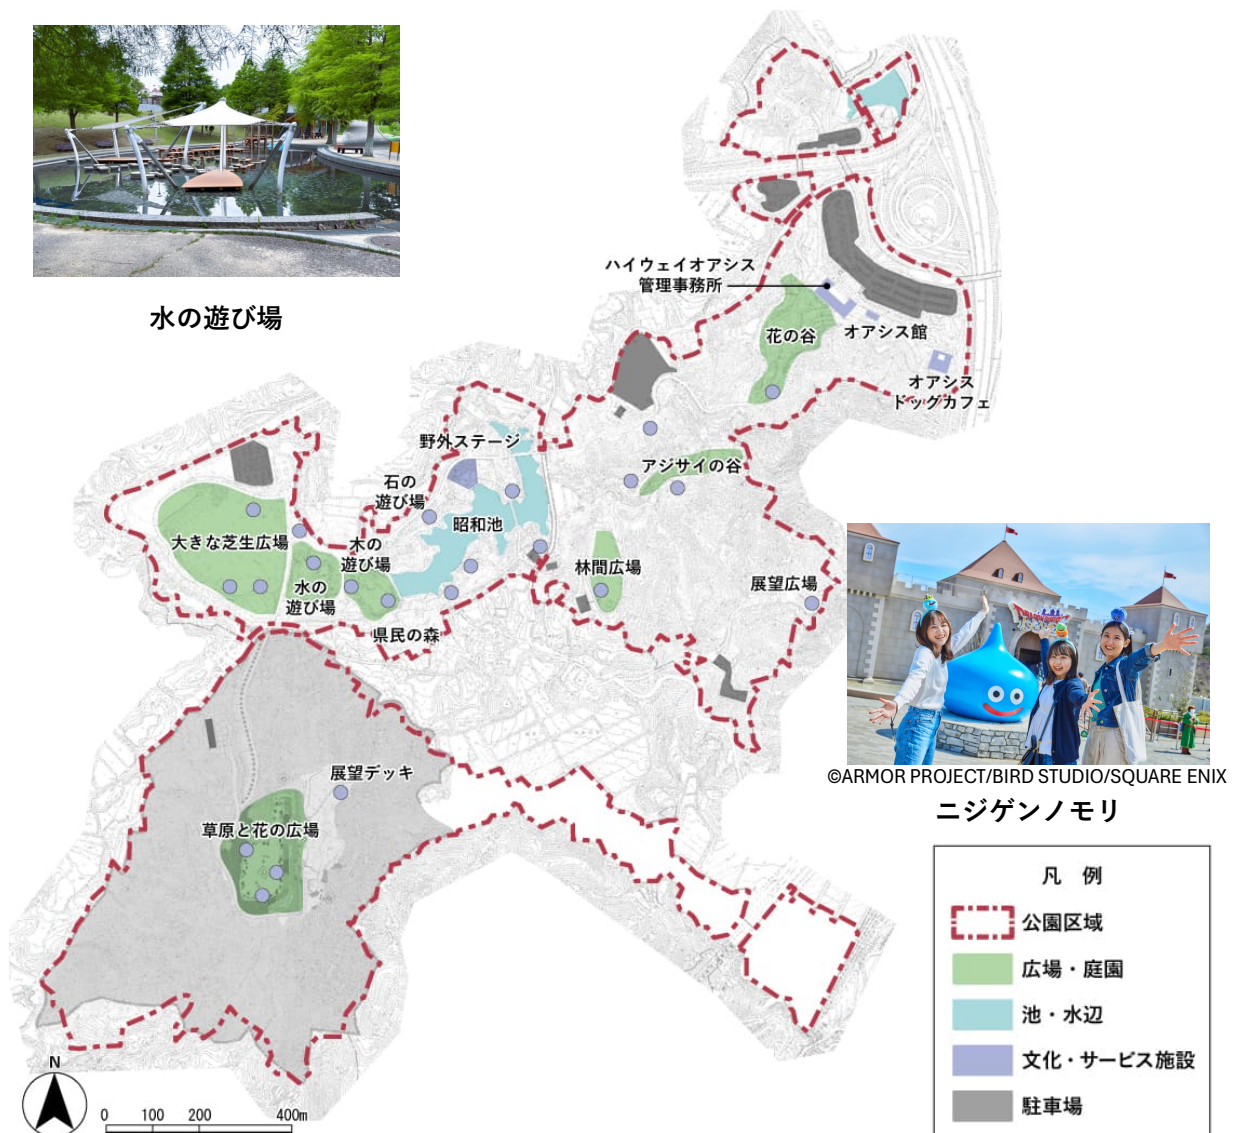 水の遊び場
ハイウェイオアシス
管理事務所
花の谷
オアシス館
オアシス
ドッグカフェ
野外ステージ
アジサイの谷
石の
遊び場
昭和池
大きな芝生広場
木の
遊び場
水の
遊び場
林間広場
展望広場
県民の森
展望デッキ
草原と花の広場
©ARMOR PROJECT/BIRD STUDIO/SQUARE ENIX
ニジゲンノモリ
凡 例
公園区域
広場・庭園
池・水辺
文化・サービス施設
駐車場
N
0 100 200 400m